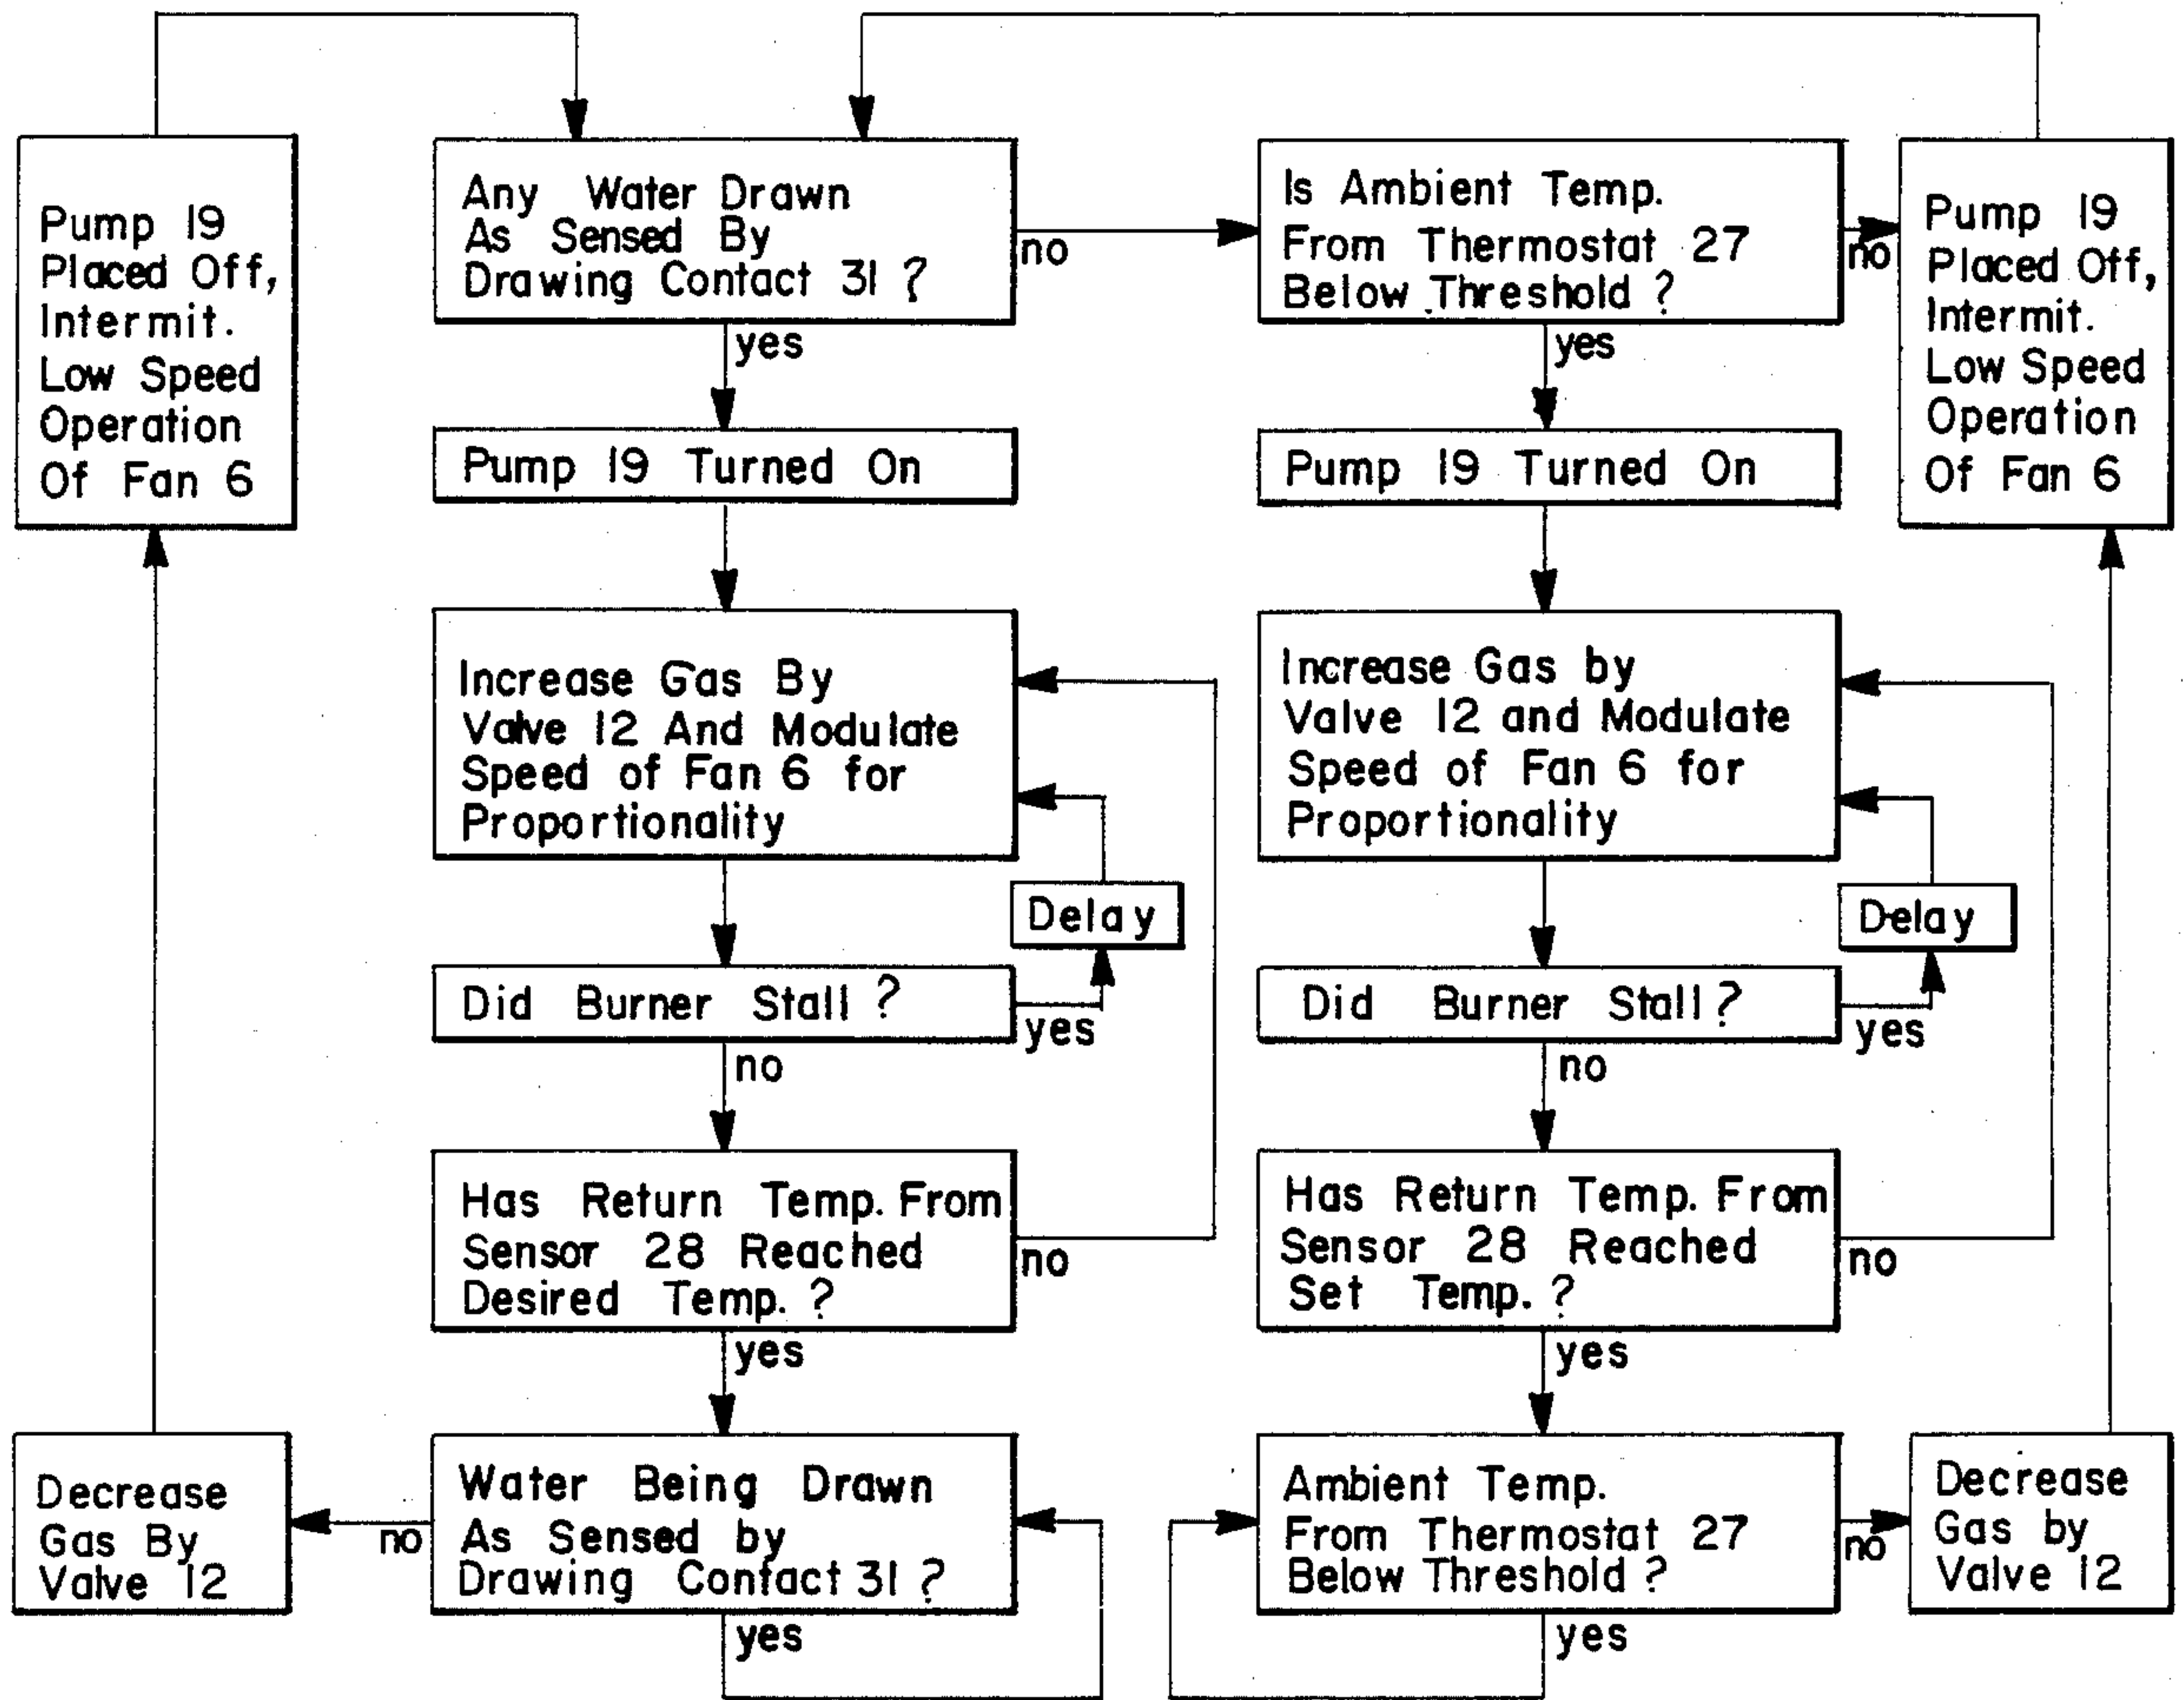 Pump 19
Placed Off,
Intermit.
Low Speed
Operation
Of Fan 6
Any Water Drawn
As Sensed By
Drawing Contact 31 ?
no
yes
Is Ambient Temp.
From Thermostat 27
Below Threshold ?
no
yes
Pump 19
Placed Off,
Intermit.
Low Speed
Operation
Of Fan 6
Pump 19 Turned On
Pump 19 Turned On
Increase Gas By
Valve 12 And Modulate
Speed of Fan 6 for
Proportionality
Increase Gas by
Valve 12 and Modulate
Speed of Fan 6 for
Proportionality
Delay
Delay
Did Burner Stall ?
yes
no
Did Burner Stall ?
yes
no
Has Return Temp. From
Sensor 28 Reached
Desired Temp. ?
no
yes
Has Return Temp. From
Sensor 28 Reached
Set Temp. ?
no
yes
Decrease
Gas By
Valve 12
no
Water Being Drawn
As Sensed by
Drawing Contact 31 ?
yes
Ambient Temp.
From Thermostat 27
Below Threshold ?
no
yes
Decrease
Gas by
Valve 12